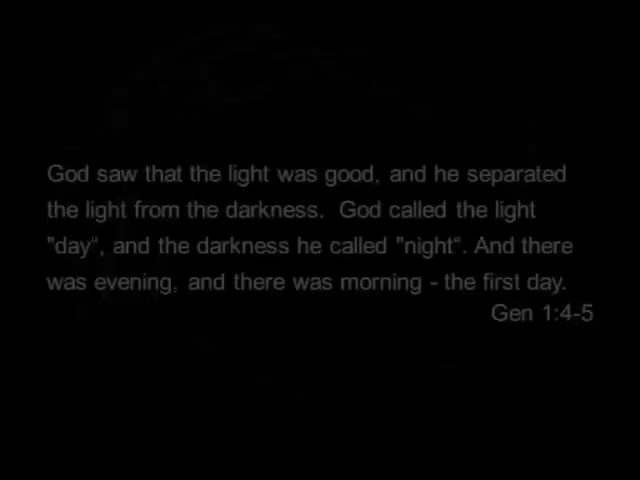 God saw that the light was good, and he separated
the light from the darkness.  God called the light
"day“, and the darkness he called "night“. And there
was evening, and there was morning - the first day.
Gen 1:4-5